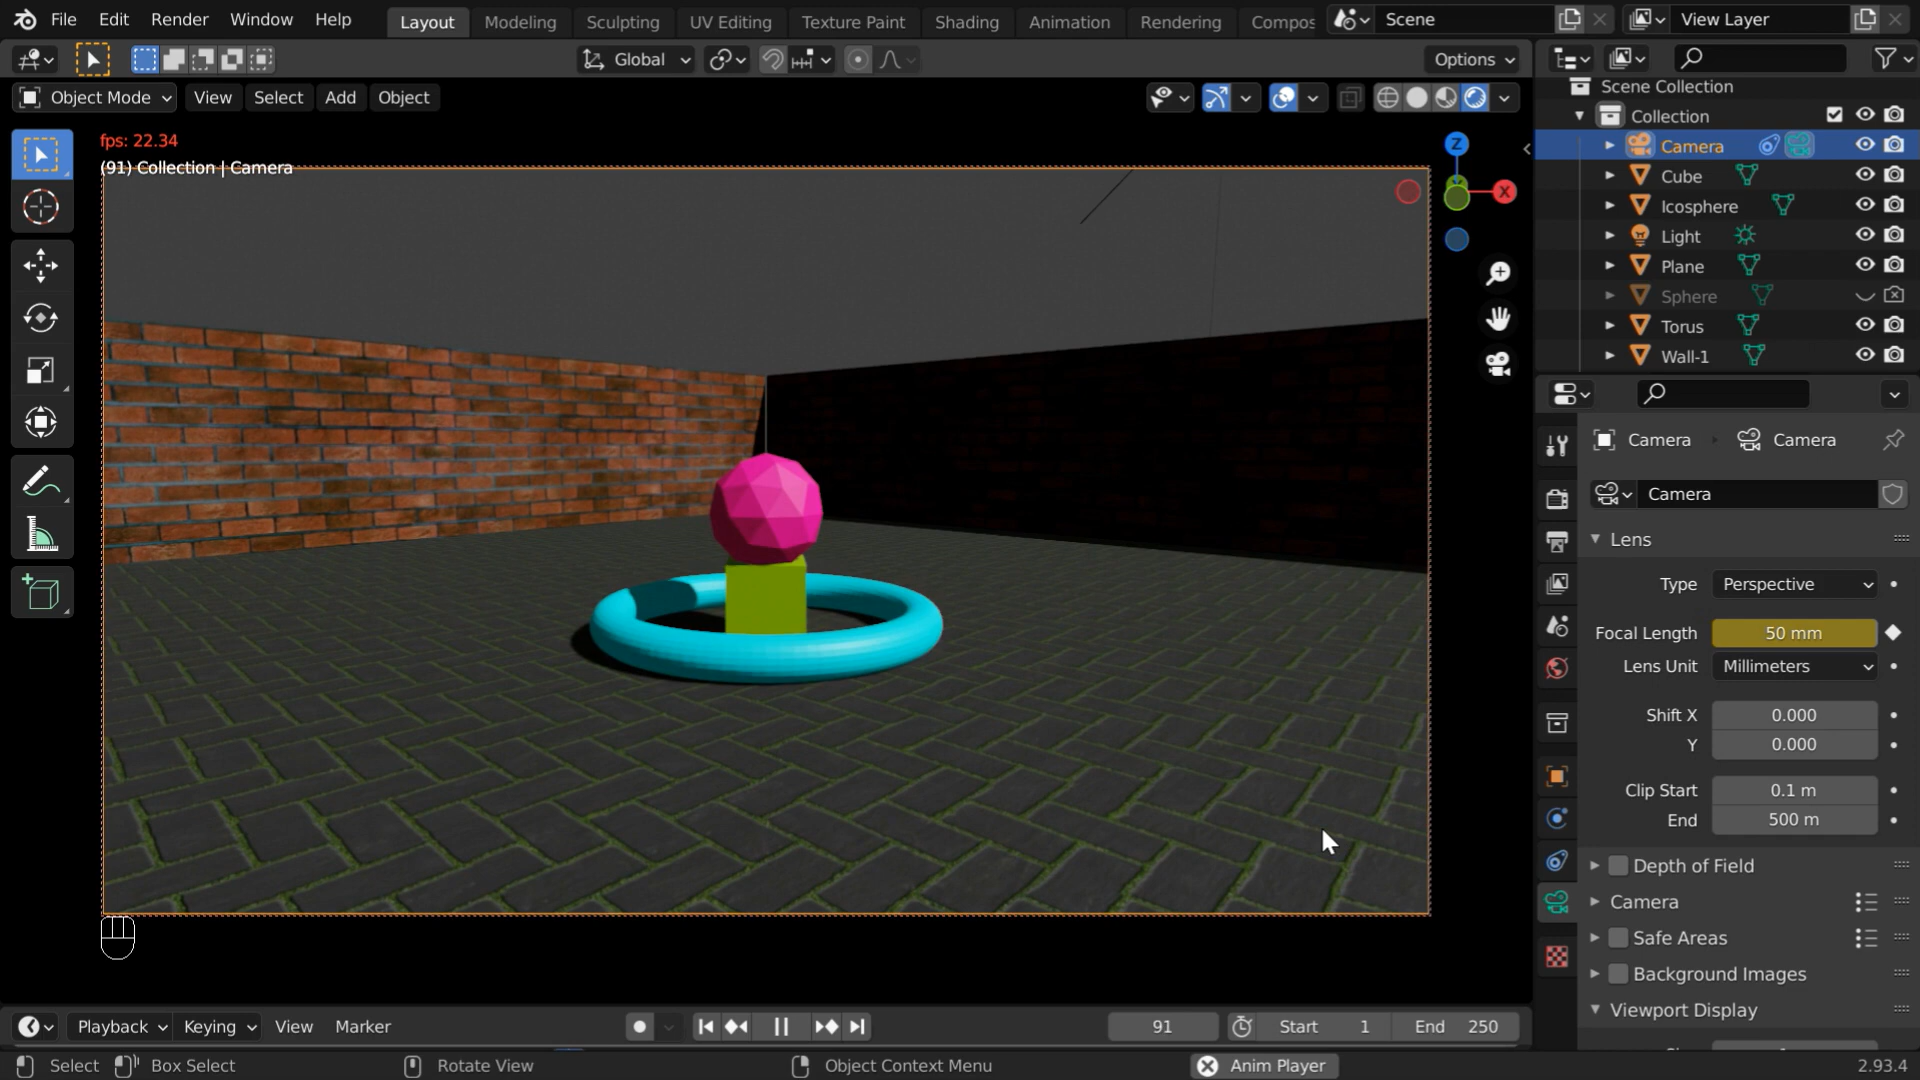 File Edit Render Window Help Layout Modeling Sculpting UV Editing Texture Paint Shading Animation Rendering Compos Scene View Layer
Global Options
Object Mode View Select Add Object
fps: 22.34
(91) Collection | Camera
Z
X
Scene Collection
Collection
Camera
Cube
Icosphere
Light
Plane
Sphere
Torus
Wall-1
Camera Camera
Camera
Lens
Type Perspective
Focal Length 50 mm
Lens Unit Millimeters
Shift X 0.000
Y 0.000
Clip Start 0.1 m
End 500 m
Depth of Field
Camera
Safe Areas
Background Images
Viewport Display
Playback Keying View Marker 91 Start 1 End 250
Select Box Select Rotate View Object Context Menu Anim Player 2.93.4